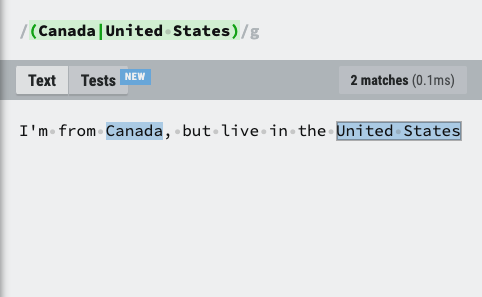 /(Canada|United States)/g
Text Tests NEW 2 matches (0.1ms)
I'm from Canada, but live in the United States